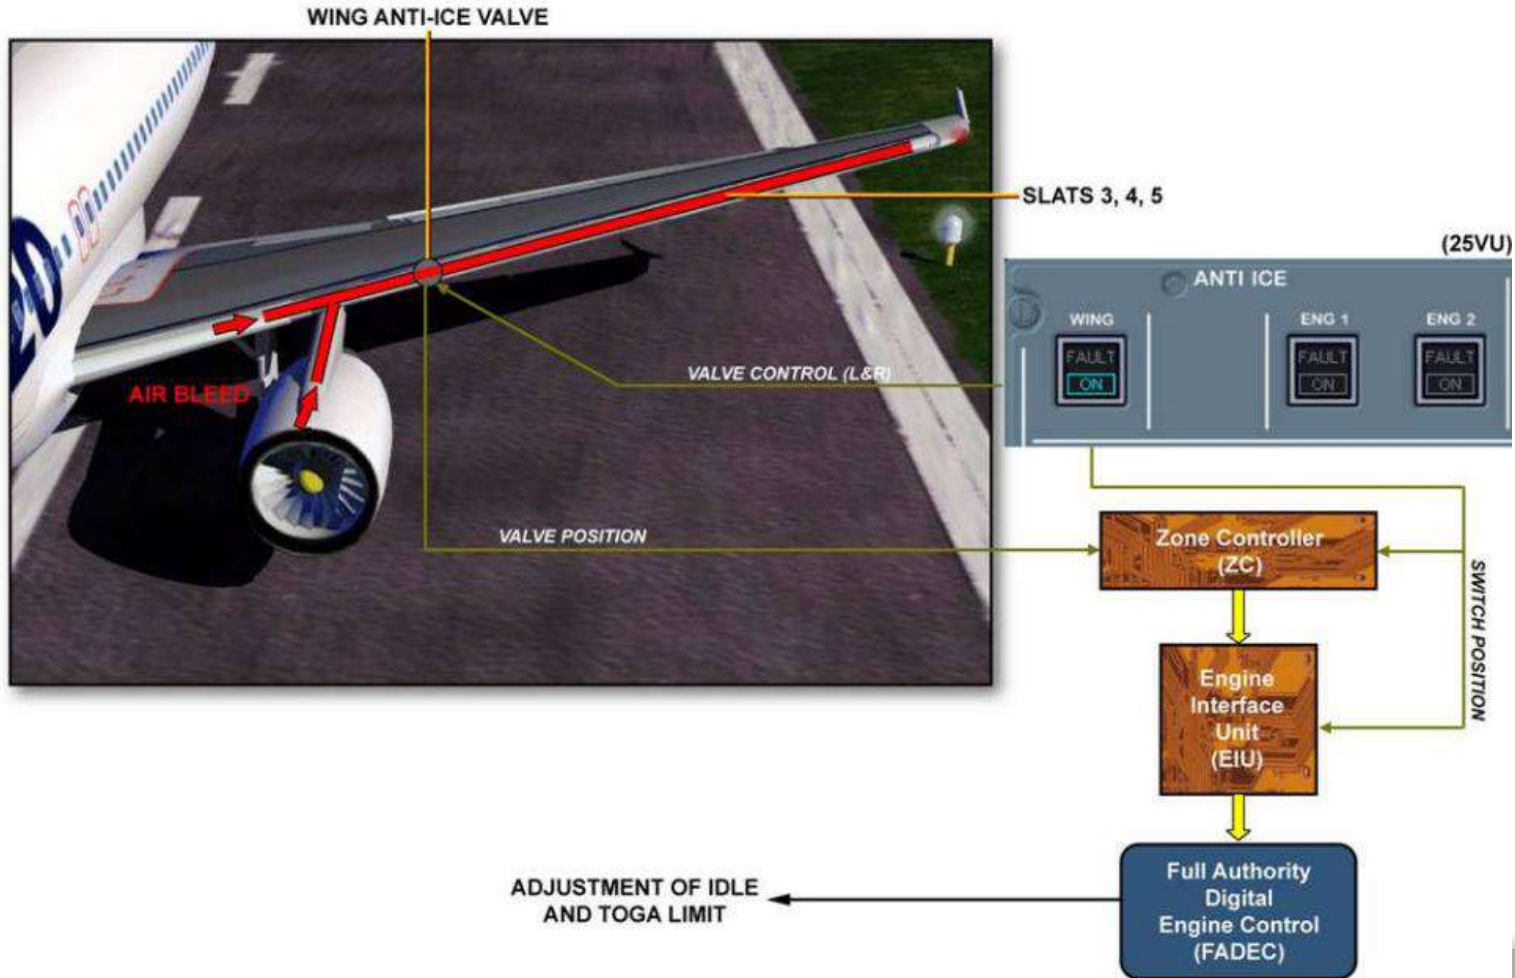 WING ANTI-ICE VALVE
SLATS 3, 4, 5
(25VU)
ANTI ICE
WING
ENG 1
ENG 2
FAULT
ON
FAULT
ON
FAULT
ON
VALVE CONTROL (L&R)
AIR BLEED
VALVE POSITION
Zone Controller
(ZC)
SWITCH POSITION
Engine
Interface
Unit
(EIU)
Full Authority
Digital
Engine Control
(FADEC)
ADJUSTMENT OF IDLE
AND TOGA LIMIT